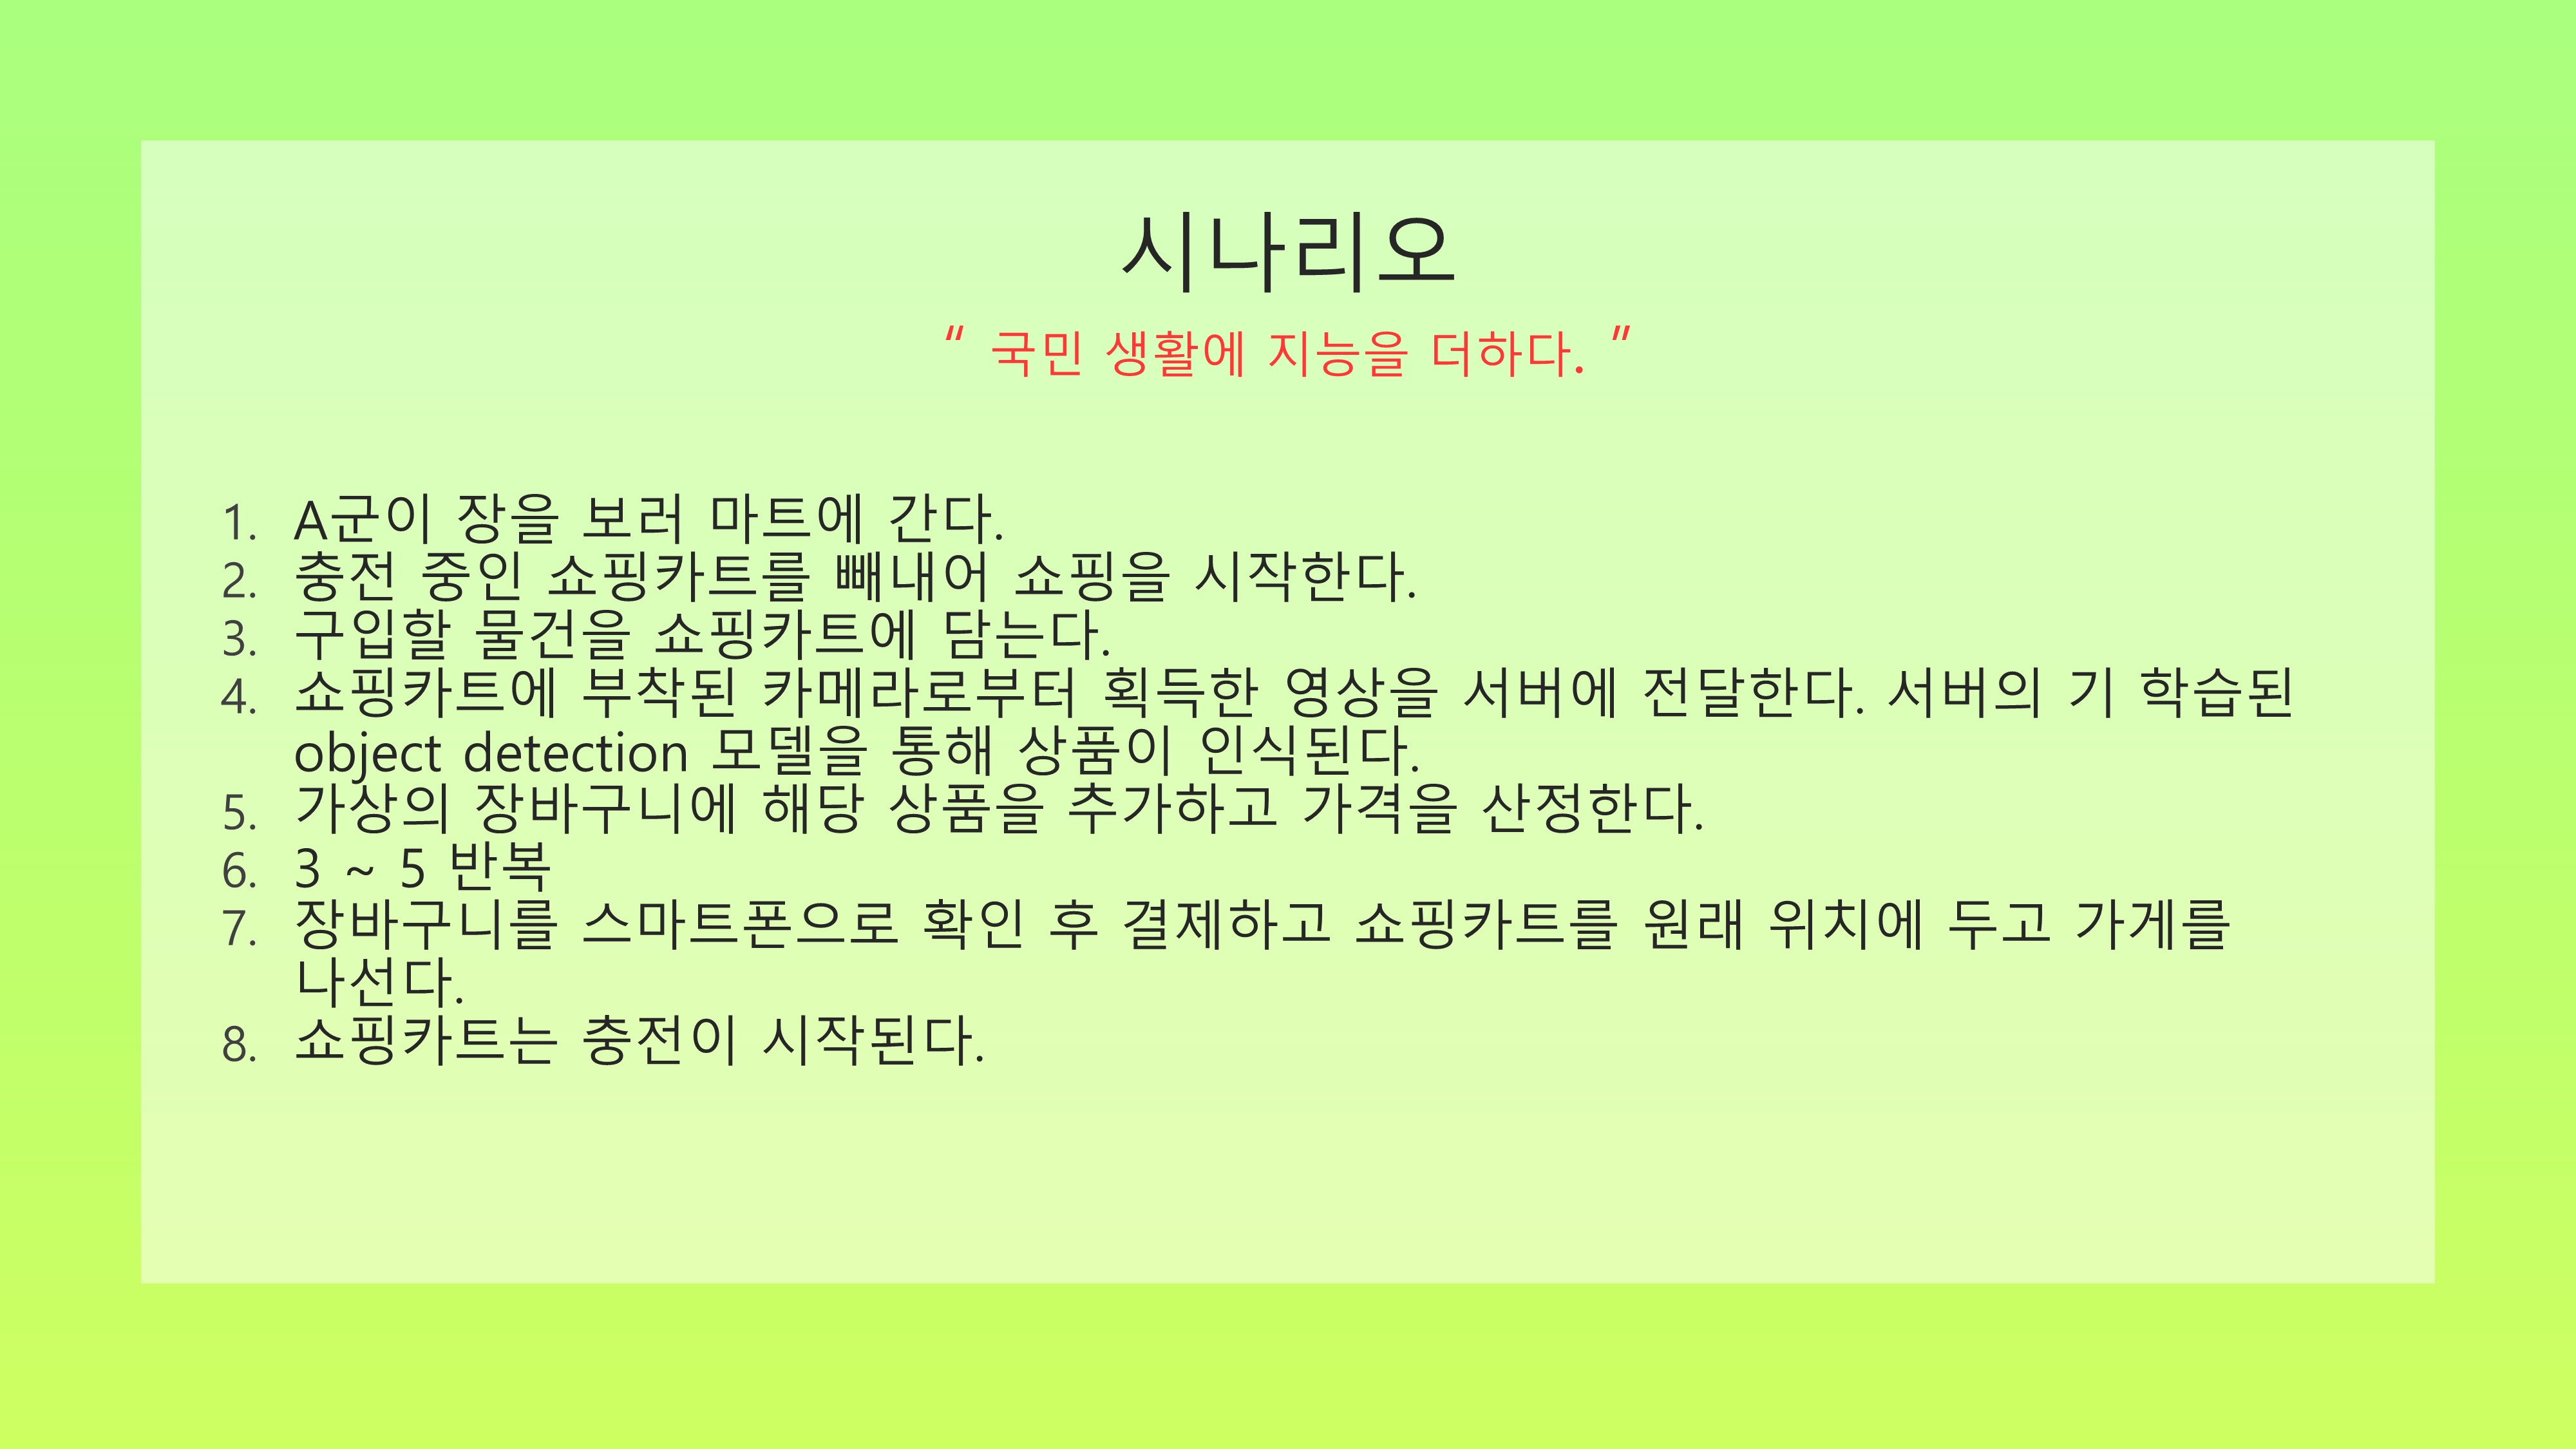 시나리오
“ 국민 생활에 지능을 더하다. ”
1. A군이 장을 보러 마트에 간다.
2. 충전 중인 쇼핑카트를 빼내어 쇼핑을 시작한다.
3. 구입할 물건을 쇼핑카트에 담는다.
4. 쇼핑카트에 부착된 카메라로부터 획득한 영상을 서버에 전달한다. 서버의 기 학습된
object detection 모델을 통해 상품이 인식된다.
5. 가상의 장바구니에 해당 상품을 추가하고 가격을 산정한다.
6. 3 ~ 5 반복
7. 장바구니를 스마트폰으로 확인 후 결제하고 쇼핑카트를 원래 위치에 두고 가게를
나선다.
8. 쇼핑카트는 충전이 시작된다.